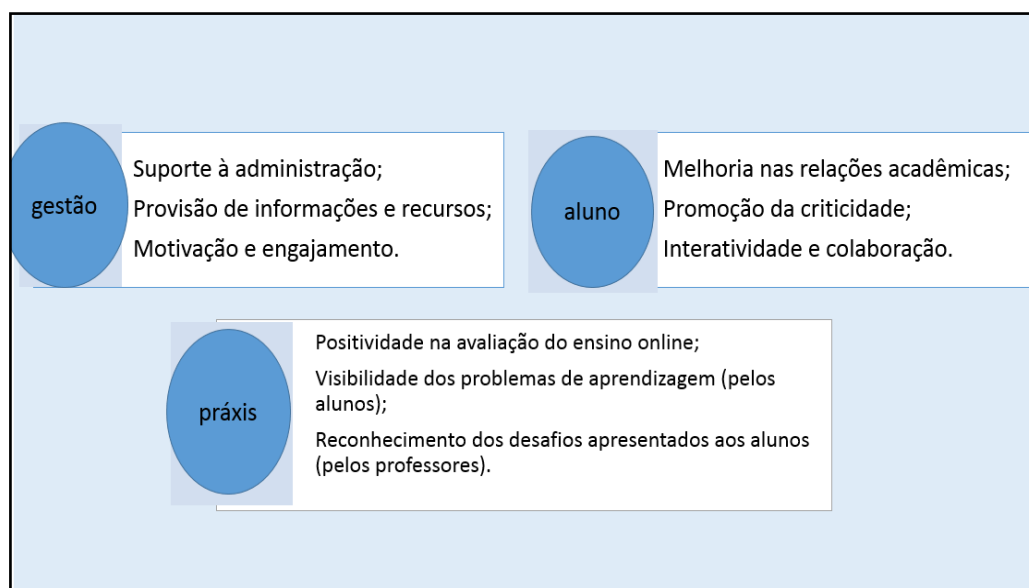 gestão
Suporte à administração;
Provisão de informações e recursos;
Motivação e engajamento.
aluno
Melhoria nas relações acadêmicas;
Promoção da criticidade;
Interatividade e colaboração.
práxis
Positividade na avaliação do ensino online;
Visibilidade dos problemas de aprendizagem (pelos
alunos);
Reconhecimento dos desafios apresentados aos alunos
(pelos professores).